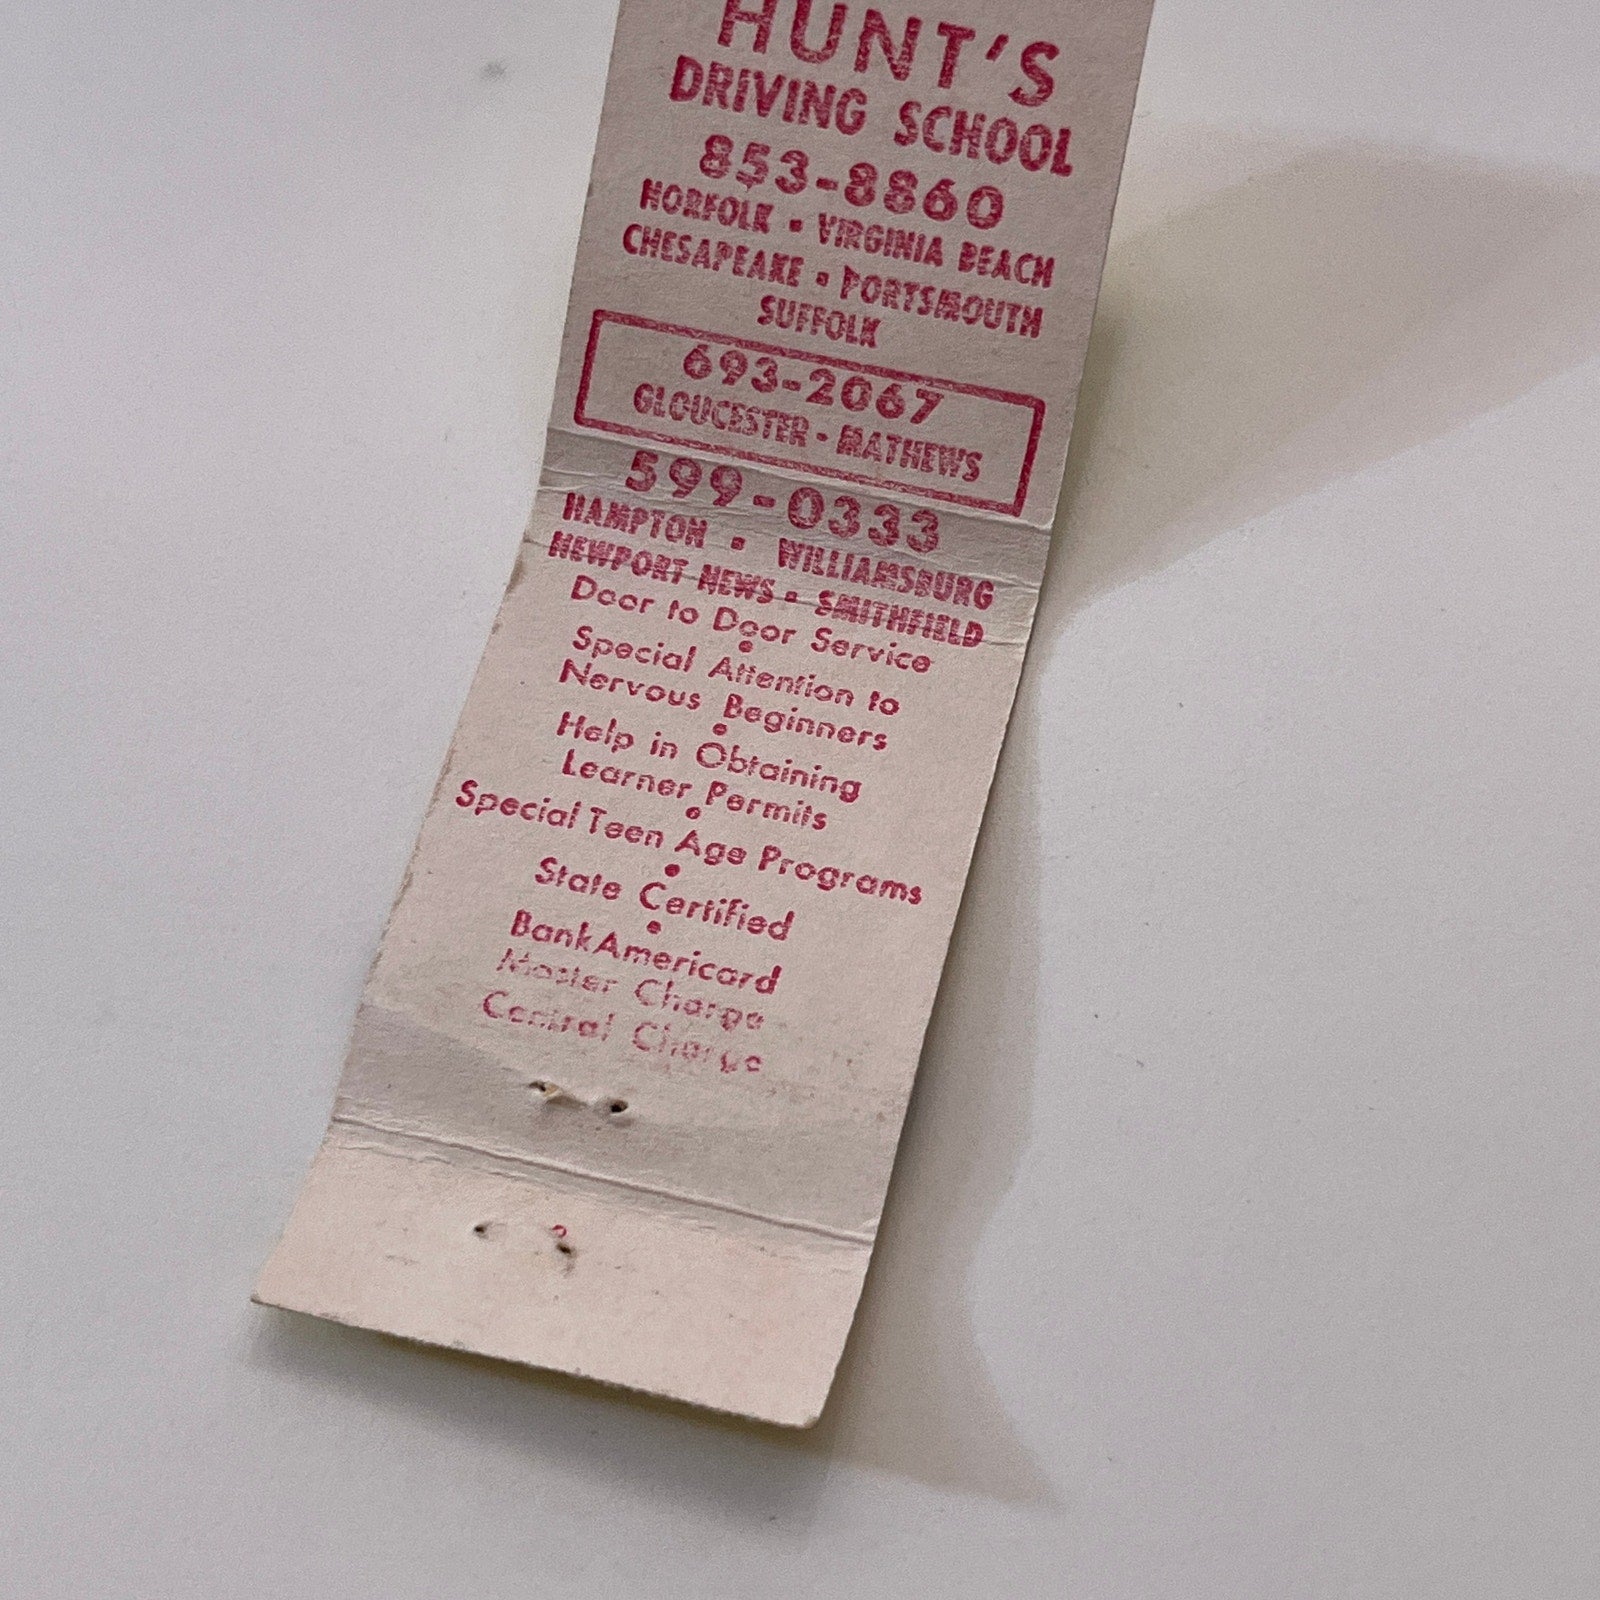 HUNT'S
DRIVING SCHOOL
853-8860
NORFOLK • VIRGINIA BEACH
CHESAPEAKE • PORTSMOUTH
SUFFOLK
693-2067
GLOUCESTER - MATHEWS
599-0333
HAMPTON • WILLIAMSBURG
NEWPORT NEWS • SMITHFIELD
Door to Door Service
•
Special Attention to
Nervous Beginners
•
Help in Obtaining
Learner Permits
•
Special Teen Age Programs
•
State Certified
•
BankAmericard
Master Charge
Central Charge